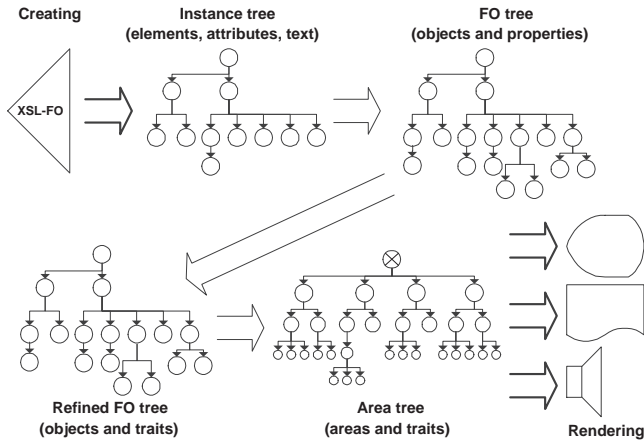 Creating
Instance tree
(elements, attributes, text)
FO tree
(objects and properties)
XSL-FO
Refined FO tree
(objects and traits)
Area tree
(areas and traits)
Rendering